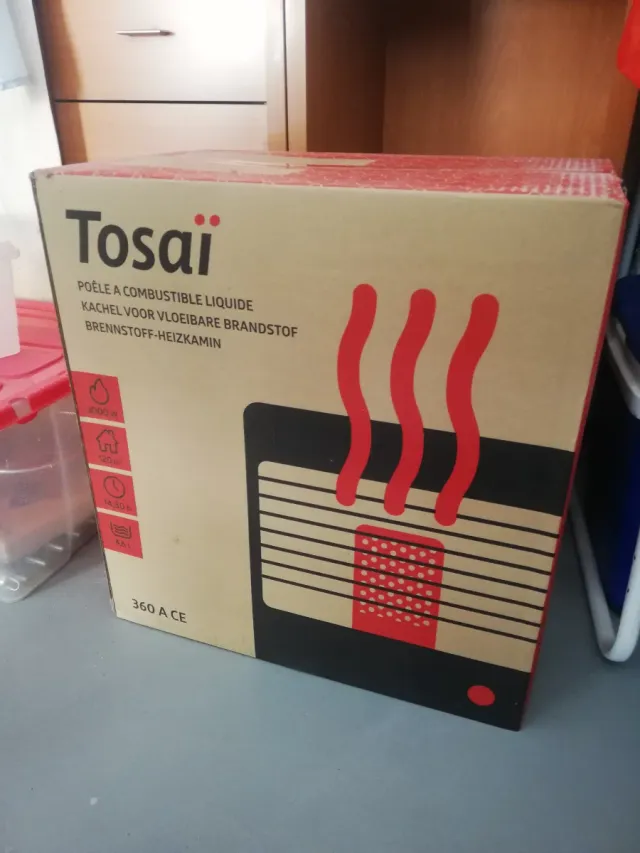 Tosaï
POÊLE A COMBUSTIBLE LIQUIDE
KACHEL VOOR VLOEIBARE BRANDSTOF
BRENNSTOFF-HEIZKAMIN
360 A CE